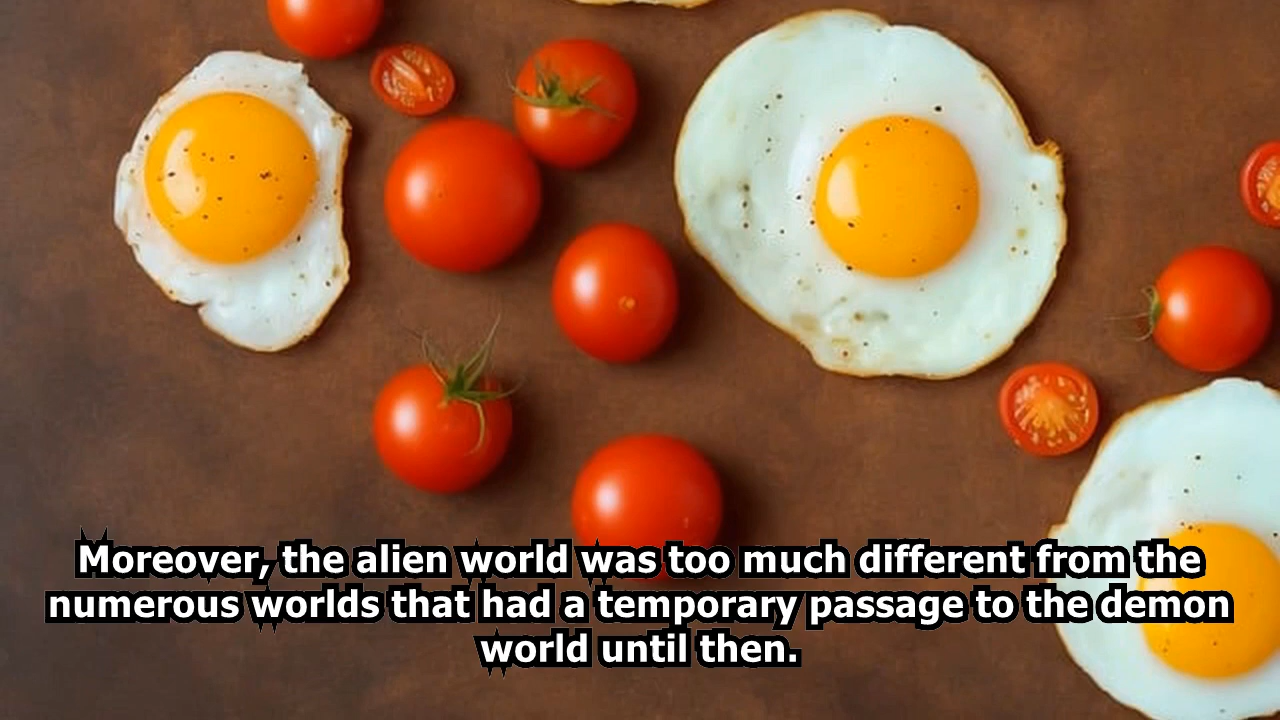 Moreover, the alien world was too much different from the
numerous worlds that had a temporary passage to the demon
world until then.